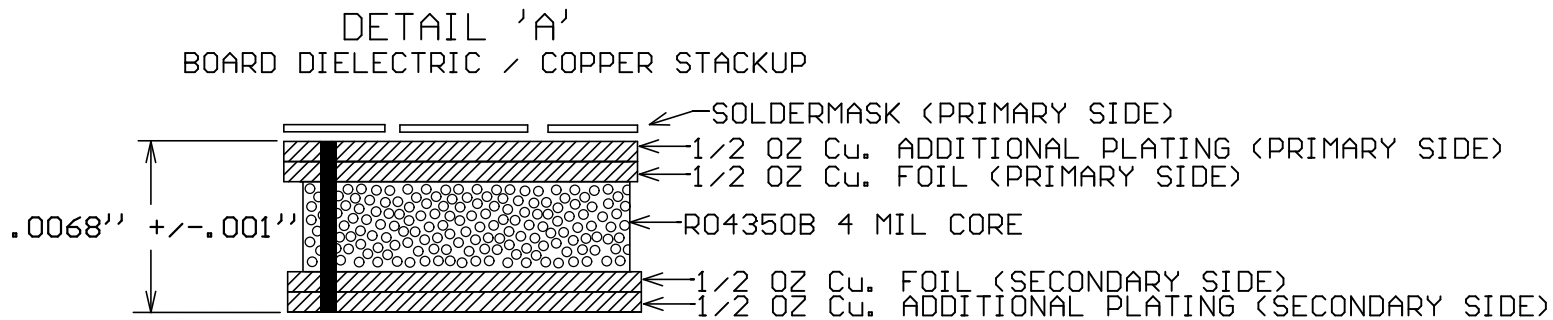 DETAIL 'A'
BOARD DIELECTRIC / COPPER STACKUP
SOLDERMASK (PRIMARY SIDE)
1/2 OZ Cu. ADDITIONAL PLATING (PRIMARY SIDE)
1/2 OZ Cu. FOIL (PRIMARY SIDE)
.0068'' +/-.001''
RO4350B 4 MIL CORE
1/2 OZ Cu. FOIL (SECONDARY SIDE)
1/2 OZ Cu. ADDITIONAL PLATING (SECONDARY SIDE)